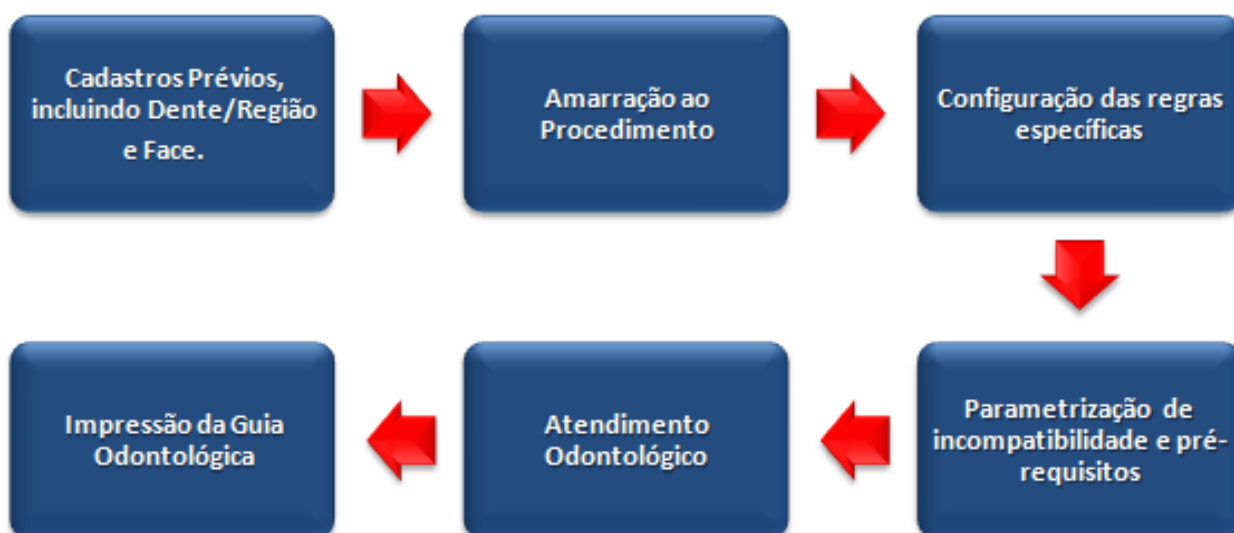 Cadastros Prévios,
incluindo Dente/Região
e Face.
Amarração ao
Procedimento
Configuração das regras
específicas
Parametrização de
incompatibilidade e pré-
requisitos
Atendimento
Odontológico
Impressão da Guia
Odontológica